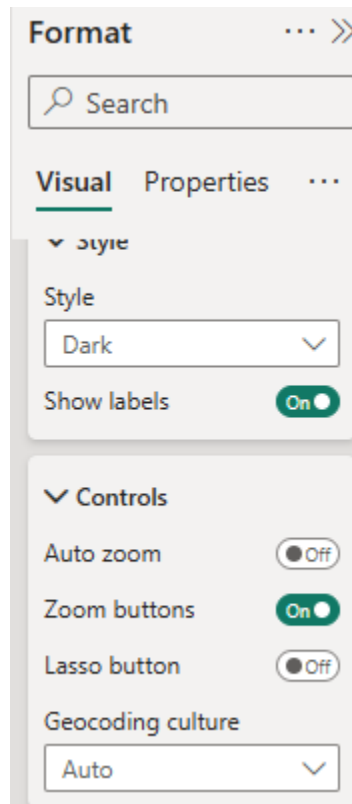 Format
Search
Visual Properties
Style
Style
Dark
Show labels On
Controls
Auto zoom Off
Zoom buttons On
Lasso button Off
Geocoding culture
Auto